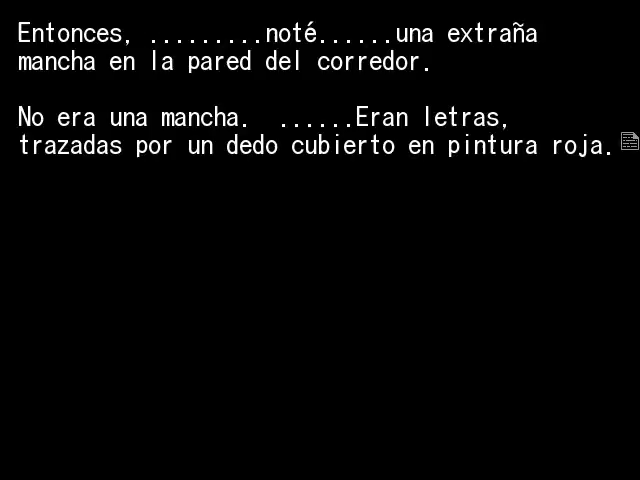 Entonces, .........noté......una extraña
mancha en la pared del corredor.
No era una mancha.  ......Eran letras,
trazadas por un dedo cubierto en pintura roja.